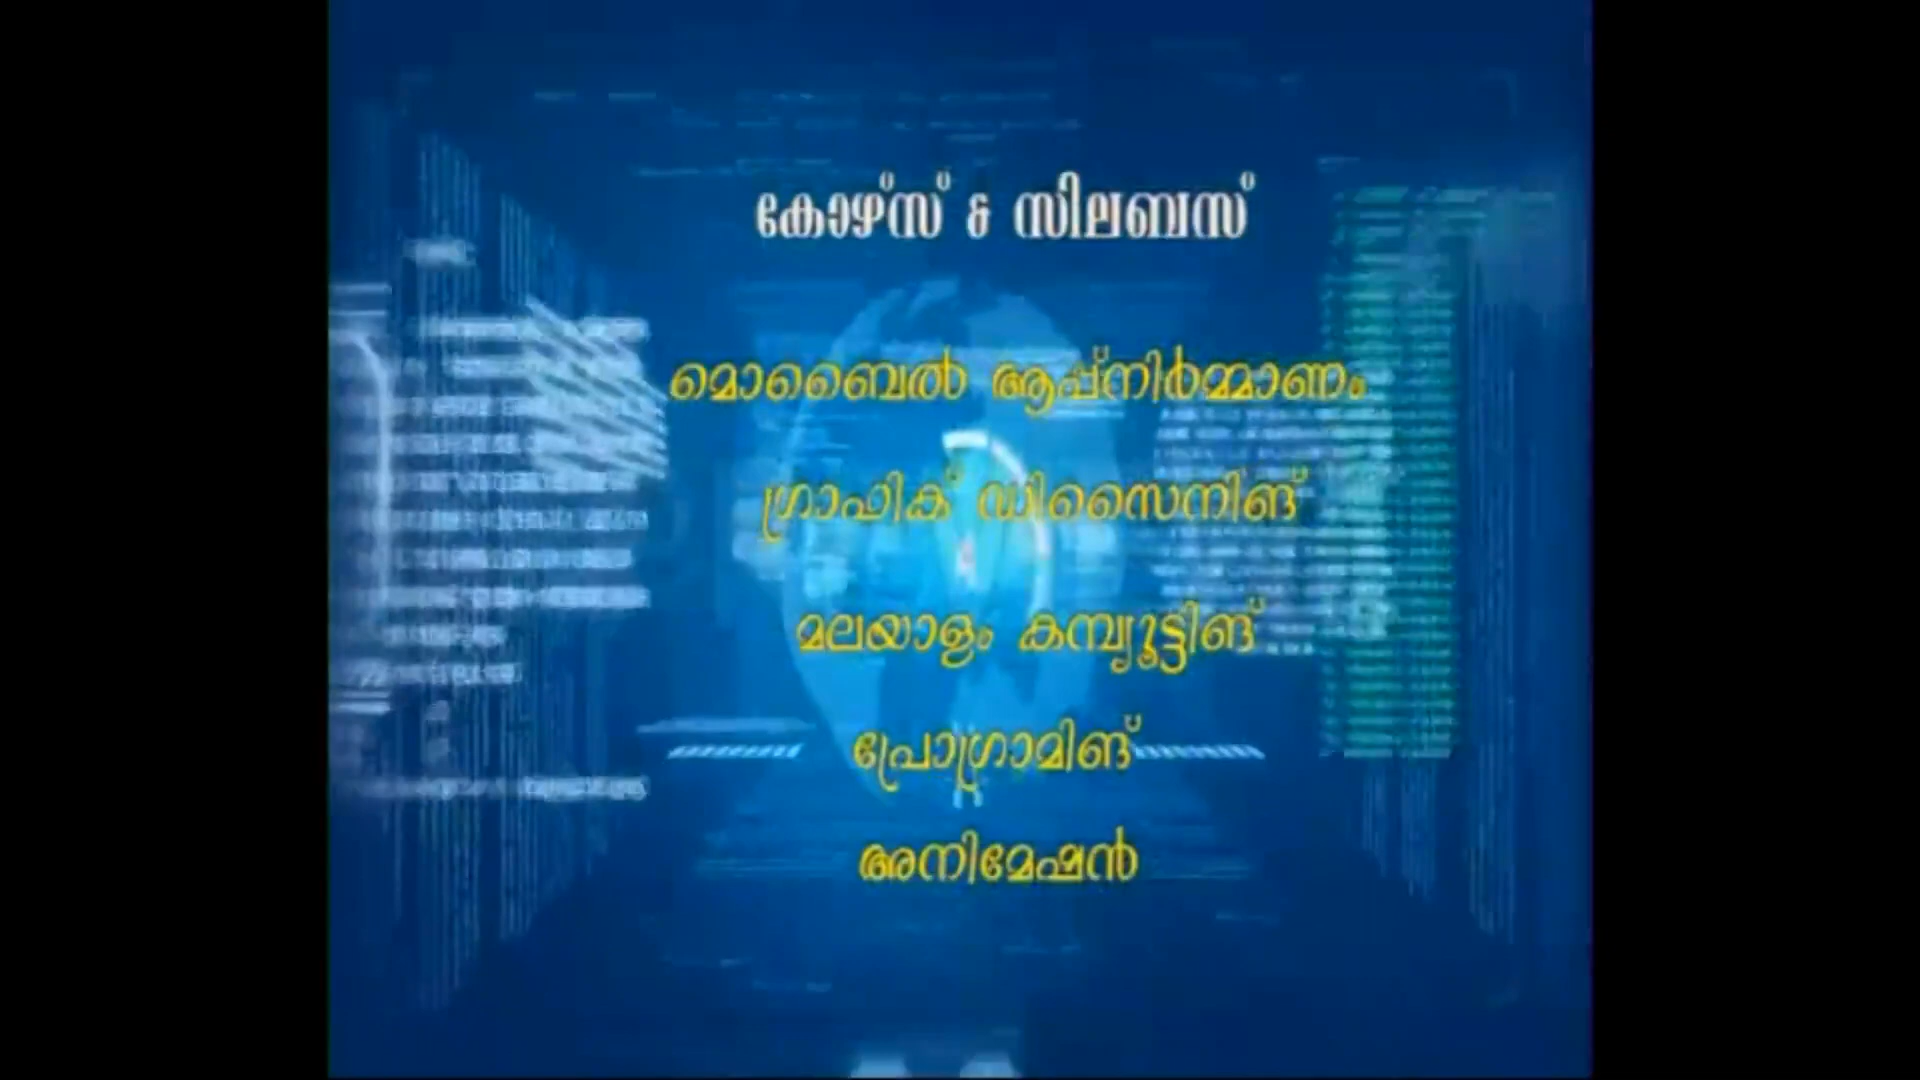 കോഴ്സ് & സിലബസ്
മൊബൈൽ ആപ്പ്നിർമ്മാണം
ഗ്രാഫിക് ഡിസൈനിങ്
മലയാളം കമ്പ്യൂട്ടിങ്
പ്രോഗ്രാമിങ്
അനിമേഷൻ